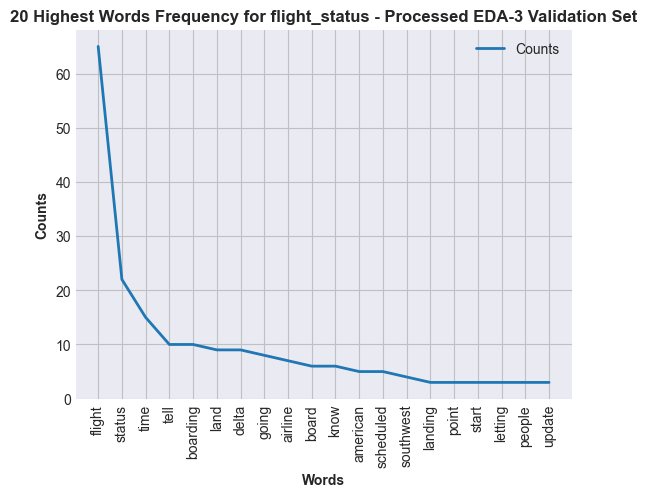 20 Highest Words Frequency for flight_status - Processed EDA-3 Validation Set
Counts
Counts
60
50
40
30
20
10
0
flight
status
time
tell
boarding
land
delta
going
airline
board
know
american
scheduled
southwest
landing
point
start
letting
people
update
Words